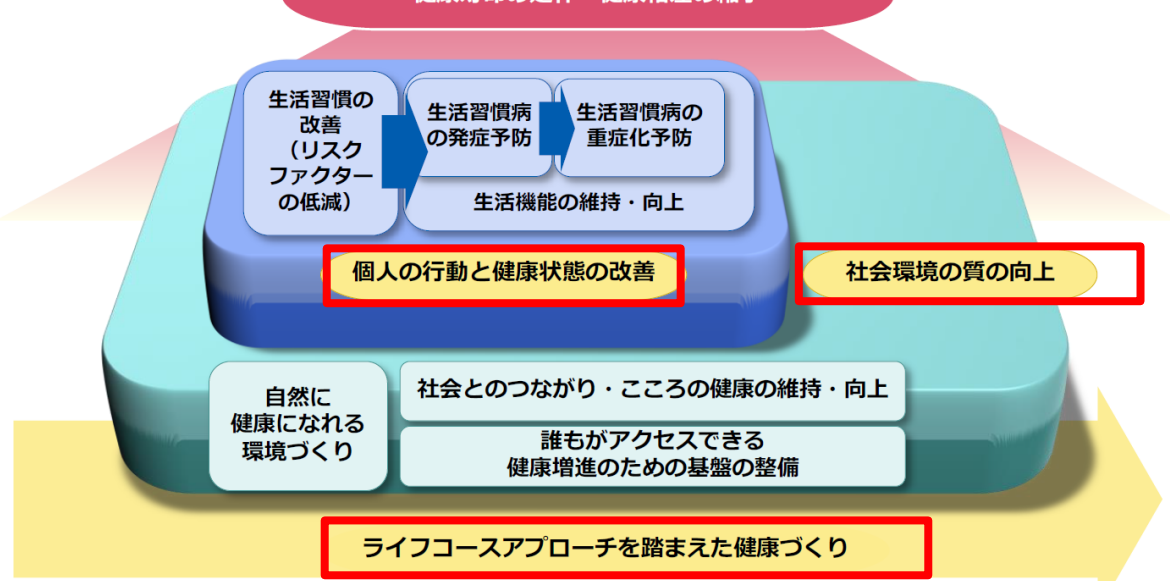 生活習慣の
改善
（リスク
ファクター
の低減）
生活習慣病
の発症予防
生活習慣病の
重症化予防
生活機能の維持・向上
個人の行動と健康状態の改善
社会環境の質の向上
自然に
健康になれる
環境づくり
社会とのつながり・こころの健康の維持・向上
誰もがアクセスできる
健康増進のための基盤の整備
ライフコースアプローチを踏まえた健康づくり